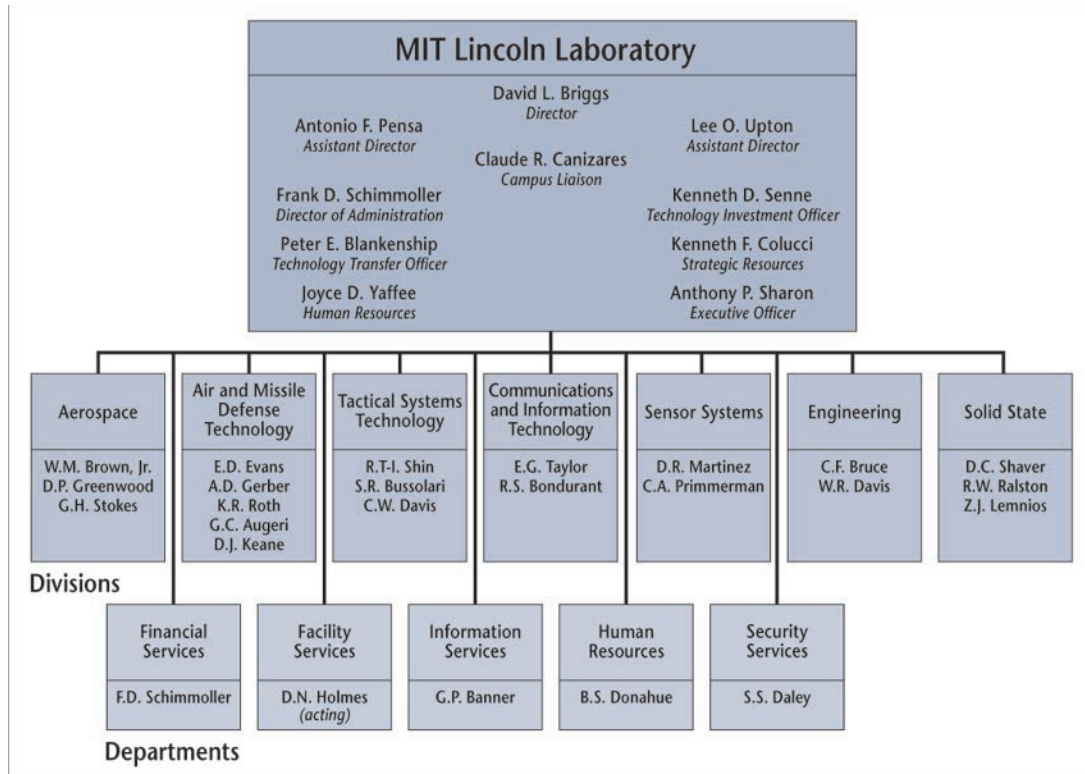 MIT Lincoln Laboratory
David L. Briggs
Director
Antonio F. Pensa
Assistant Director
Lee O. Upton
Assistant Director
Claude R. Canizares
Campus Liaison
Frank D. Schimmoller
Director of Administration
Kenneth D. Senne
Technology Investment Officer
Peter E. Blankenship
Technology Transfer Officer
Kenneth F. Colucci
Strategic Resources
Joyce D. Yaffee
Human Resources
Anthony P. Sharon
Executive Officer
Aerospace
W.M. Brown, Jr.
D.P. Greenwood
G.H. Stokes
Air and Missile
Defense
Technology
E.D. Evans
A.D. Gerber
K.R. Roth
G.C. Augeri
D.J. Keane
Tactical Systems
Technology
R.T-I. Shin
S.R. Bussolari
C.W. Davis
Communications
and Information
Technology
E.G. Taylor
R.S. Bondurant
Sensor Systems
D.R. Martinez
C.A. Primmerman
Engineering
C.F. Bruce
W.R. Davis
Solid State
D.C. Shaver
R.W. Ralston
Z.J. Lemnios
Divisions
Financial
Services
F.D. Schimmoller
Facility
Services
D.N. Holmes
(acting)
Information
Services
G.P. Banner
Human
Resources
B.S. Donahue
Security
Services
S.S. Daley
Departments